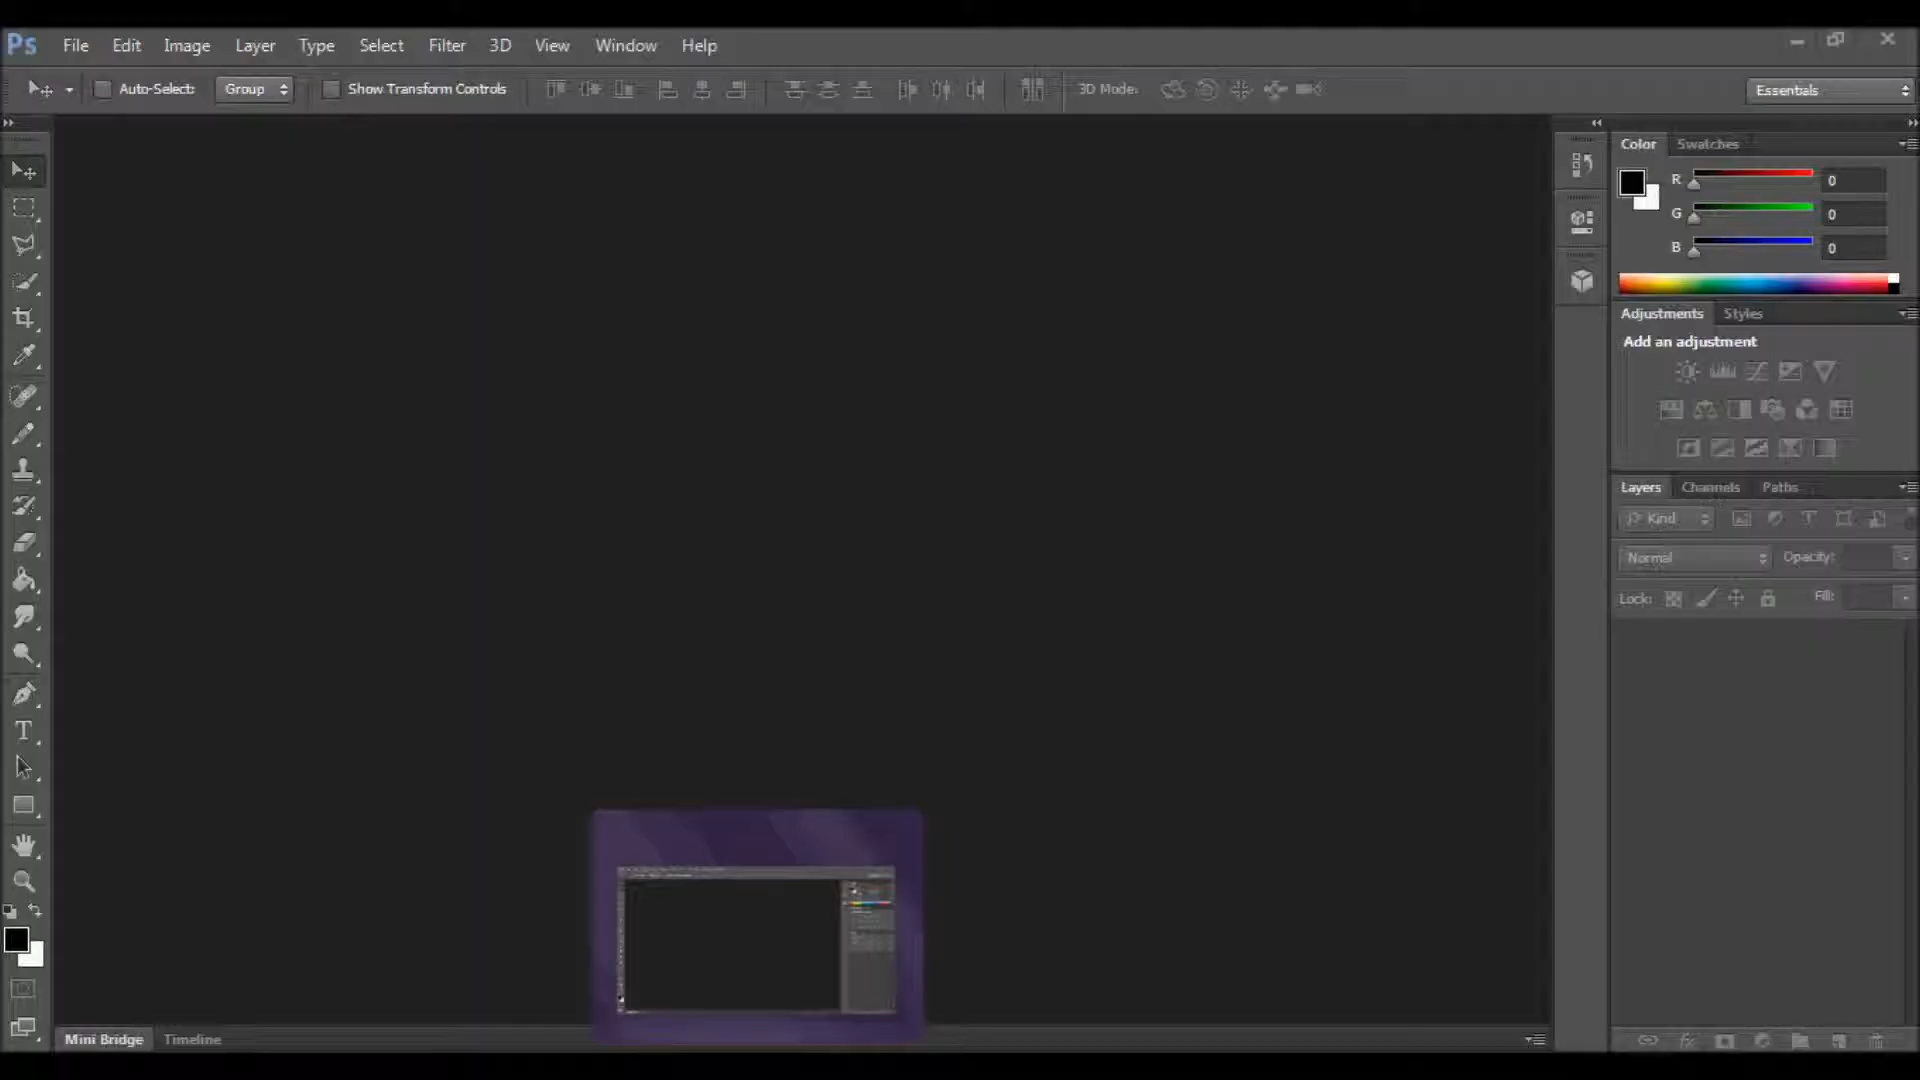 Ps File Edit Image Layer Type Select Filter 3D View Window Help
Auto-Select: Group Show Transform Controls 3D Mode: Essentials
Color Swatches
R 0
G 0
B 0
Adjustments Styles
Add an adjustment
Layers Channels Paths
Kind
Normal Opacity:
Lock: Fill:
T
Mini Bridge Timeline